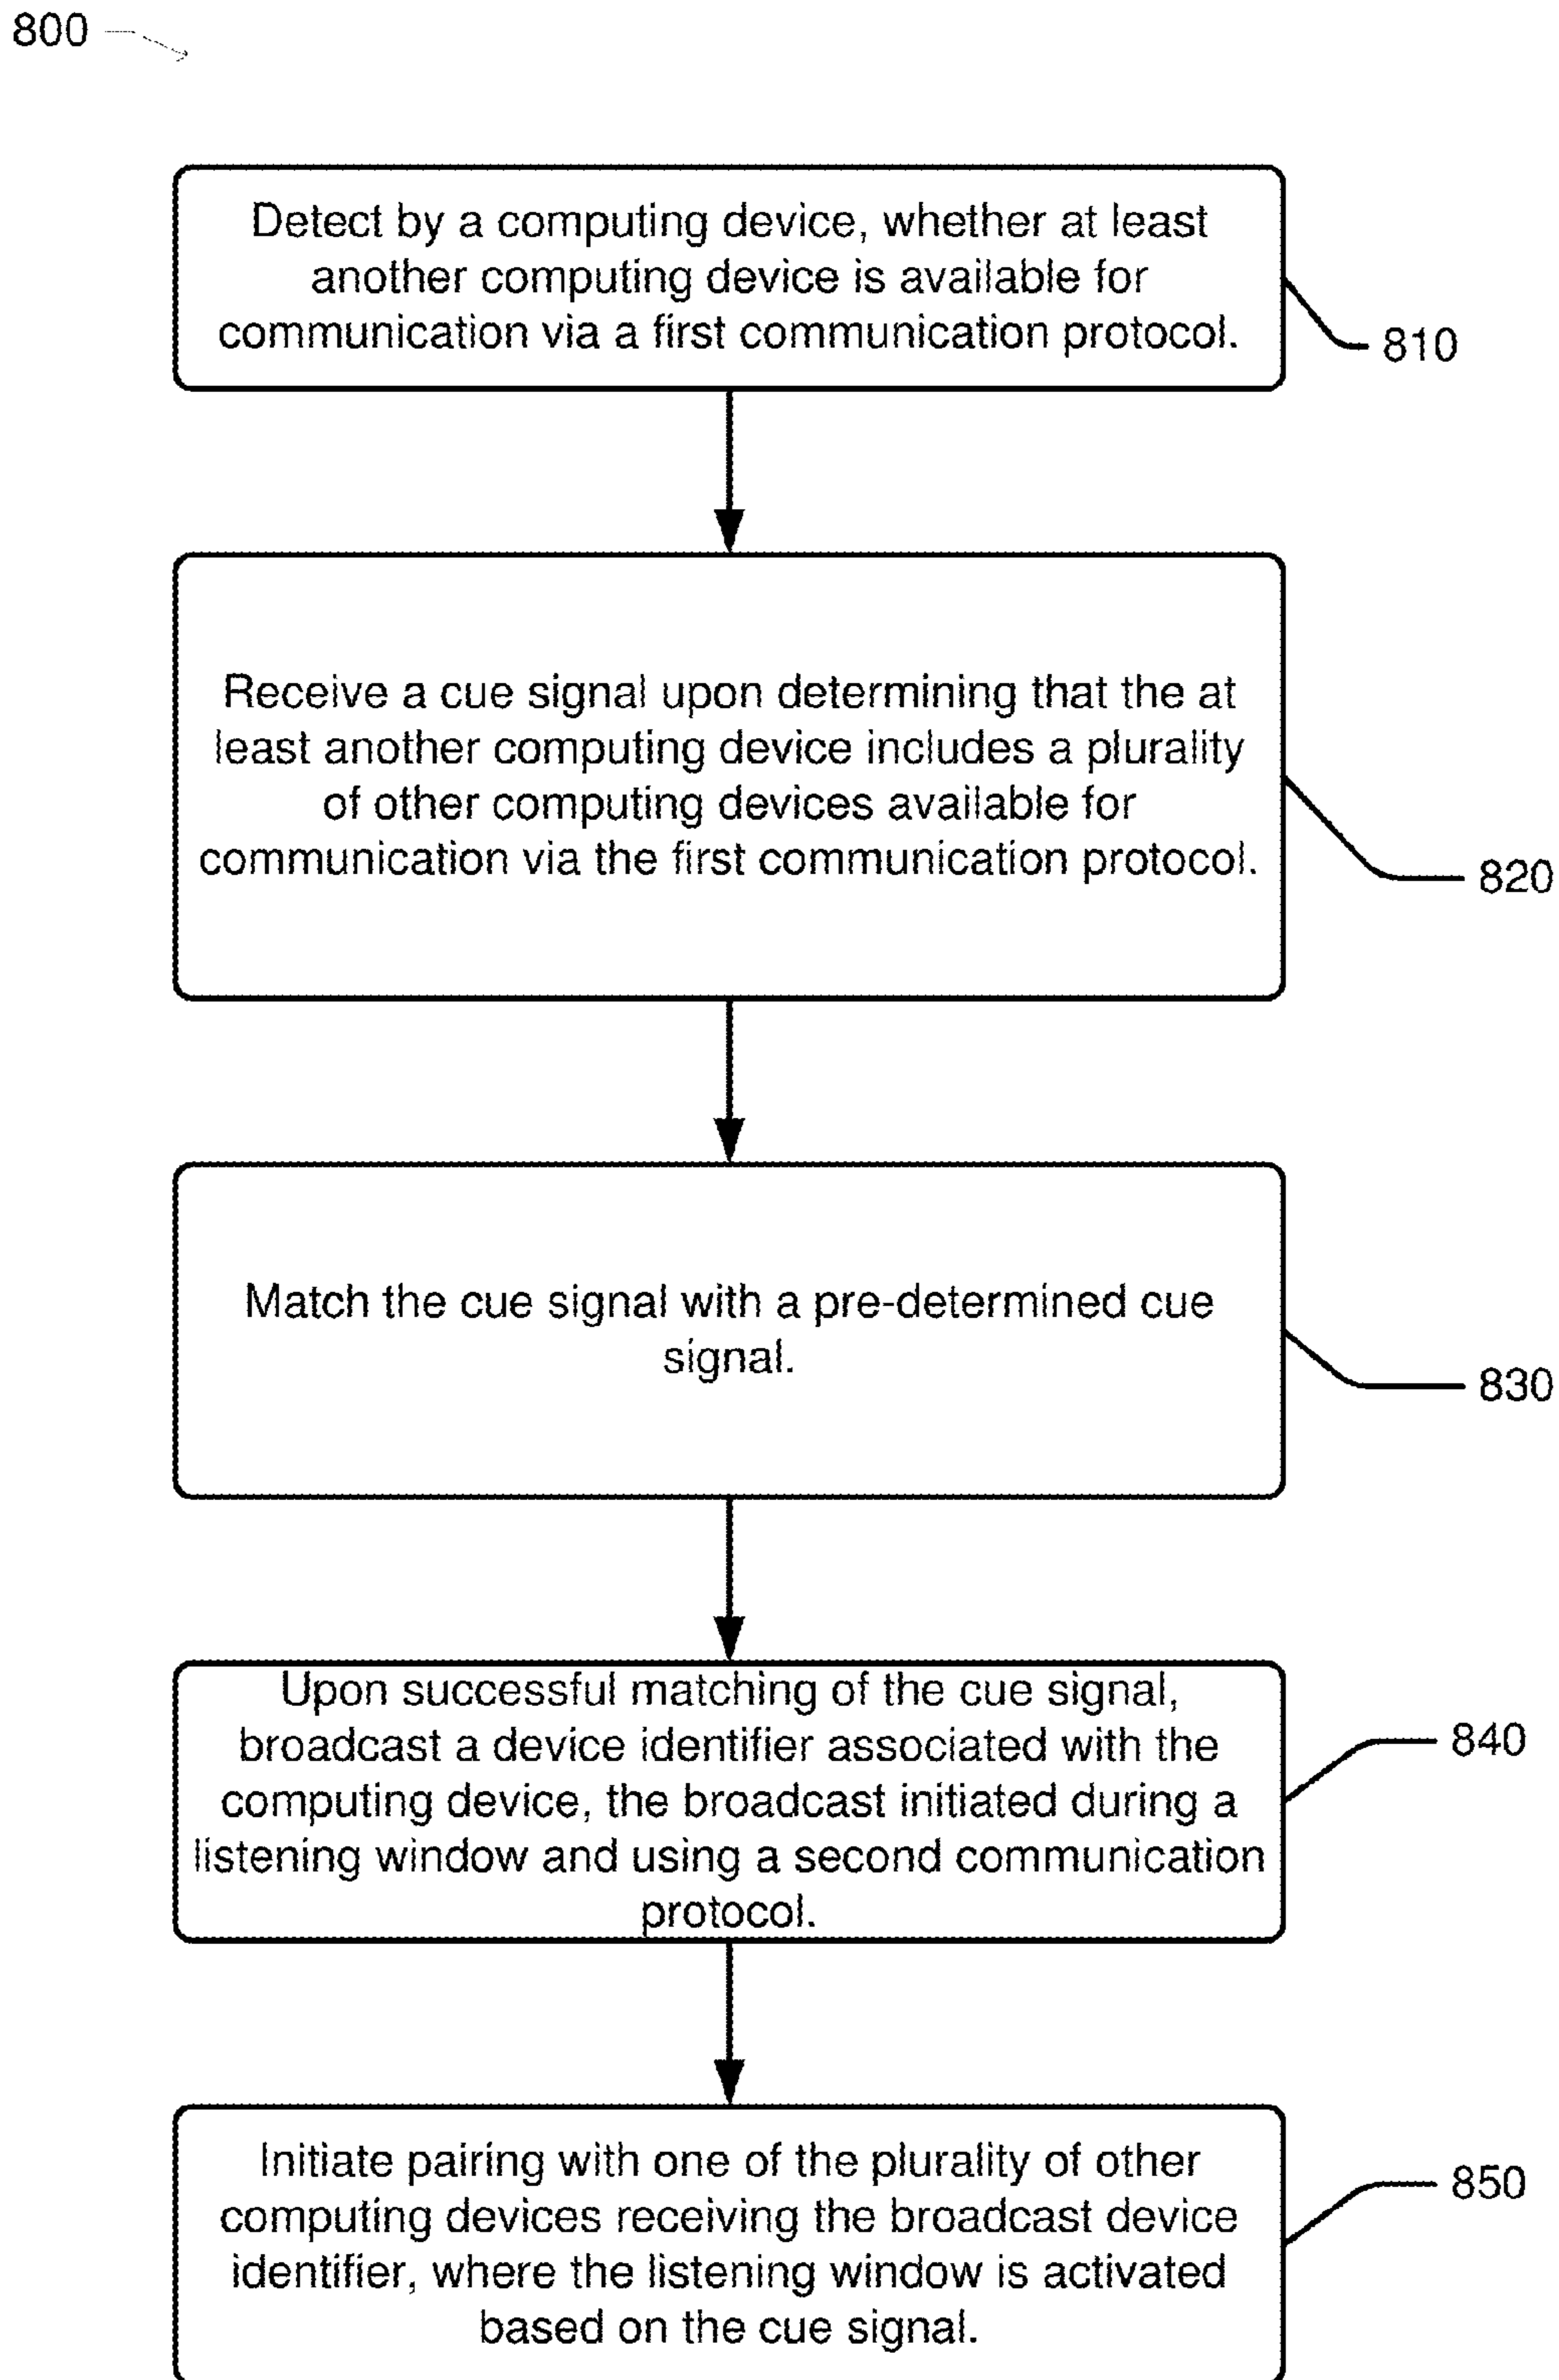 800
Detect by a computing device, whether at least
another computing device is available for
communication via a first communication protocol.
810
Receive a cue signal upon determining that the at
least another computing device includes a plurality
of other computing devices available for
communication via the first communication protocol.
820
Match the cue signal with a pre-determined cue
signal.
830
Upon successful matching of the cue signal,
broadcast a device identifier associated with the
computing device, the broadcast initiated during a
listening window and using a second communication
protocol.
840
Initiate pairing with one of the plurality of other
computing devices receiving the broadcast device
identifier, where the listening window is activated
based on the cue signal.
850